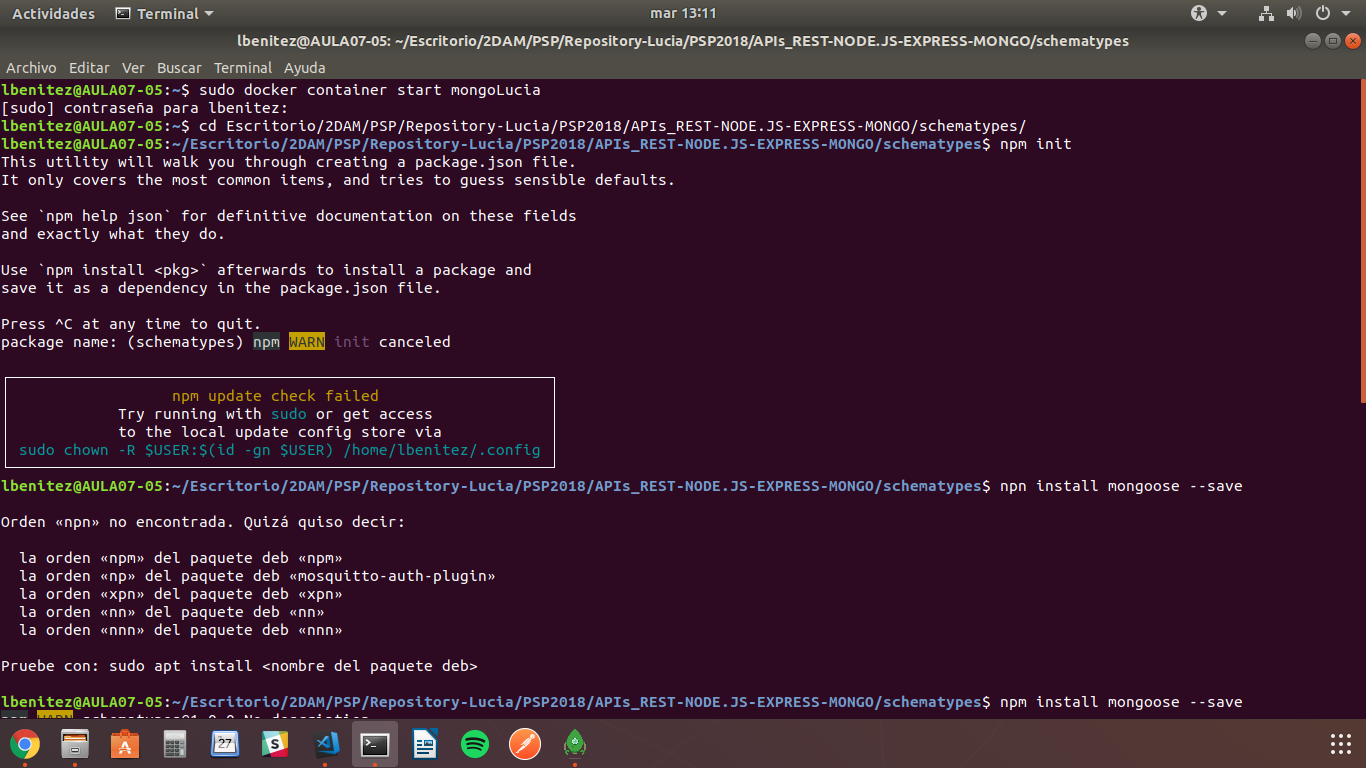 Actividades
Terminal
mar 13:11
lbenitez@AULA07-05: ~/Escritorio/2DAM/PSP/Repository-Lucia/PSP2018/APIs_REST-NODE.JS-EXPRESS-MONGO/schematypes
Archivo Editar Ver Buscar Terminal Ayuda
lbenitez@AULA07-05:~$ sudo docker container start mongoLucia
[sudo] contraseña para lbenitez:
lbenitez@AULA07-05:~$ cd Escritorio/2DAM/PSP/Repository-Lucia/PSP2018/APIs_REST-NODE.JS-EXPRESS-MONGO/schematypes/
lbenitez@AULA07-05:~/Escritorio/2DAM/PSP/Repository-Lucia/PSP2018/APIs_REST-NODE.JS-EXPRESS-MONGO/schematypes$ npm init
This utility will walk you through creating a package.json file.
It only covers the most common items, and tries to guess sensible defaults.
See `npm help json` for definitive documentation on these fields
and exactly what they do.
Use `npm install <pkg>` afterwards to install a package and
save it as a dependency in the package.json file.
Press ^C at any time to quit.
package name: (schematypes) npm WARN init canceled
npm update check failed
Try running with sudo or get access
to the local update config store via
sudo chown -R $USER:$(id -gn $USER) /home/lbenitez/.config
lbenitez@AULA07-05:~/Escritorio/2DAM/PSP/Repository-Lucia/PSP2018/APIs_REST-NODE.JS-EXPRESS-MONGO/schematypes$ npn install mongoose --save
Orden «npn» no encontrada. Quizá quiso decir:
la orden «npm» del paquete deb «npm»
la orden «np» del paquete deb «mosquitto-auth-plugin»
la orden «xpn» del paquete deb «xpn»
la orden «nn» del paquete deb «nn»
la orden «nnn» del paquete deb «nnn»
Pruebe con: sudo apt install <nombre del paquete deb>
lbenitez@AULA07-05:~/Escritorio/2DAM/PSP/Repository-Lucia/PSP2018/APIs_REST-NODE.JS-EXPRESS-MONGO/schematypes$ npm install mongoose --save
27